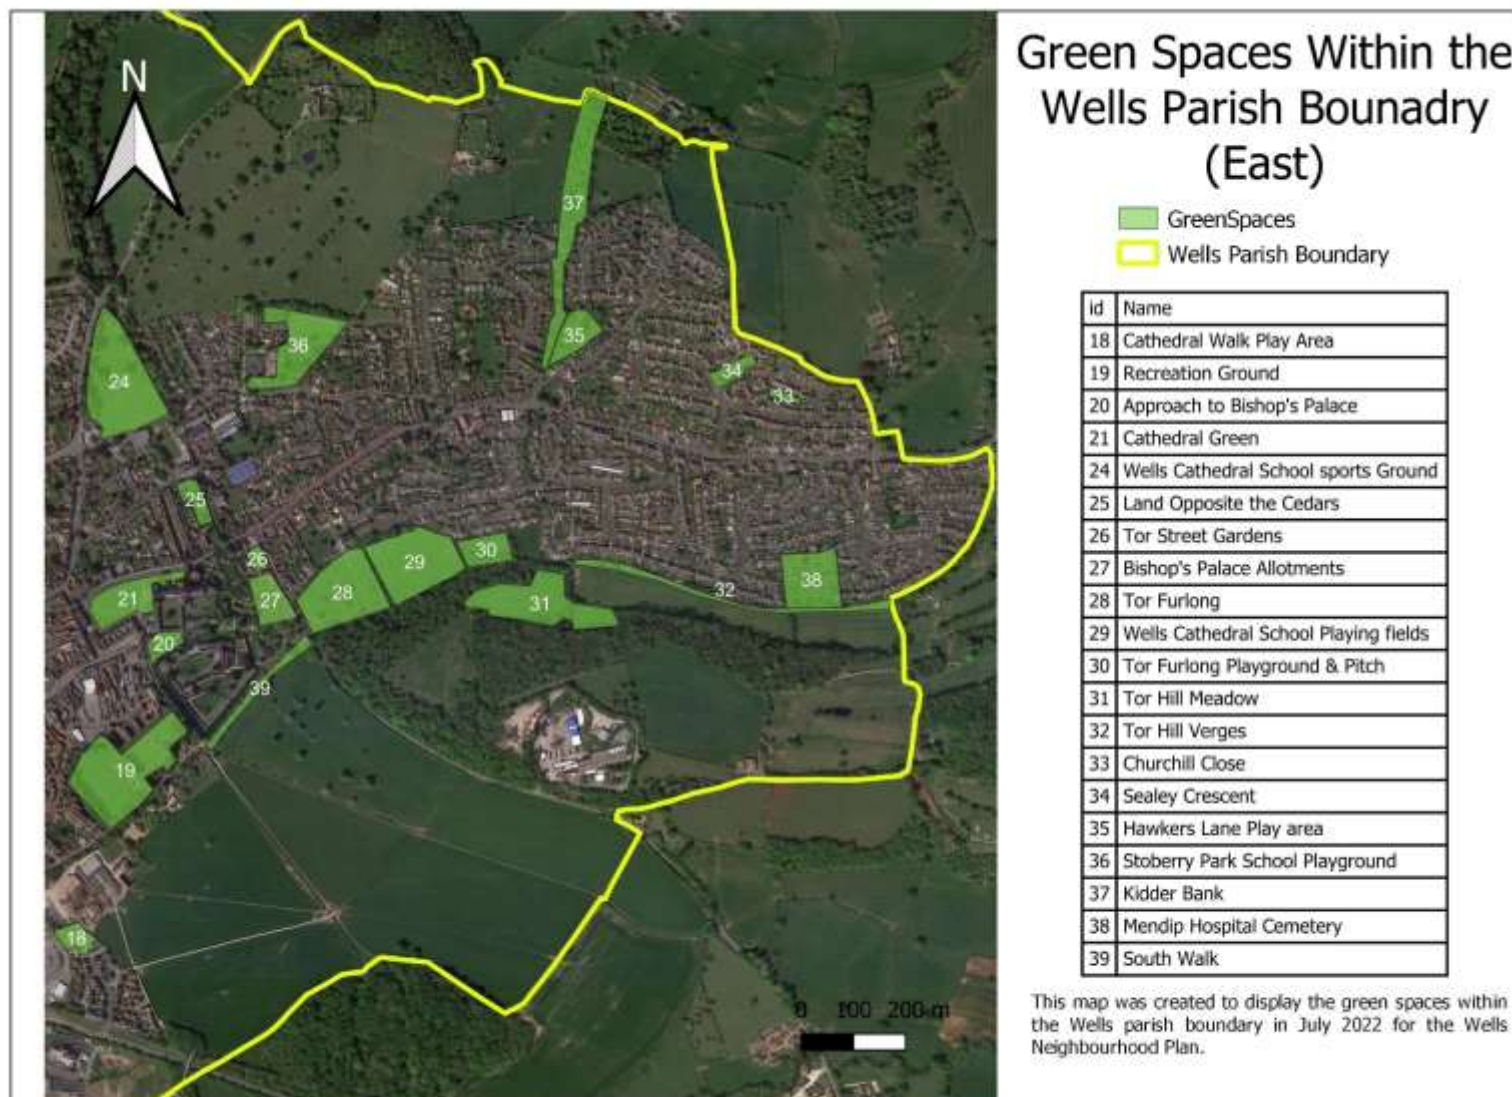 Green Spaces Within the
Wells Parish Bounadry
(East)
GreenSpaces
Wells Parish Boundary
id Name
18 Cathedral Walk Play Area
19 Recreation Ground
20 Approach to Bishop's Palace
21 Cathedral Green
24 Wells Cathedral School sports Ground
25 Land Opposite the Cedars
26 Tor Street Gardens
27 Bishop's Palace Allotments
28 Tor Furlong
29 Wells Cathedral School Playing fields
30 Tor Furlong Playground & Pitch
31 Tor Hill Meadow
32 Tor Hill Verges
33 Churchill Close
34 Sealey Crescent
35 Hawkers Lane Play area
36 Stoberry Park School Playground
37 Kidder Bank
38 Mendip Hospital Cemetery
39 South Walk
This map was created to display the green spaces within
the Wells parish boundary in July 2022 for the Wells
Neighbourhood Plan.
N
37
35
36
24
34
33
25
26
29
30
28
27
38
32
31
21
20
39
19
18
0 100 200 m